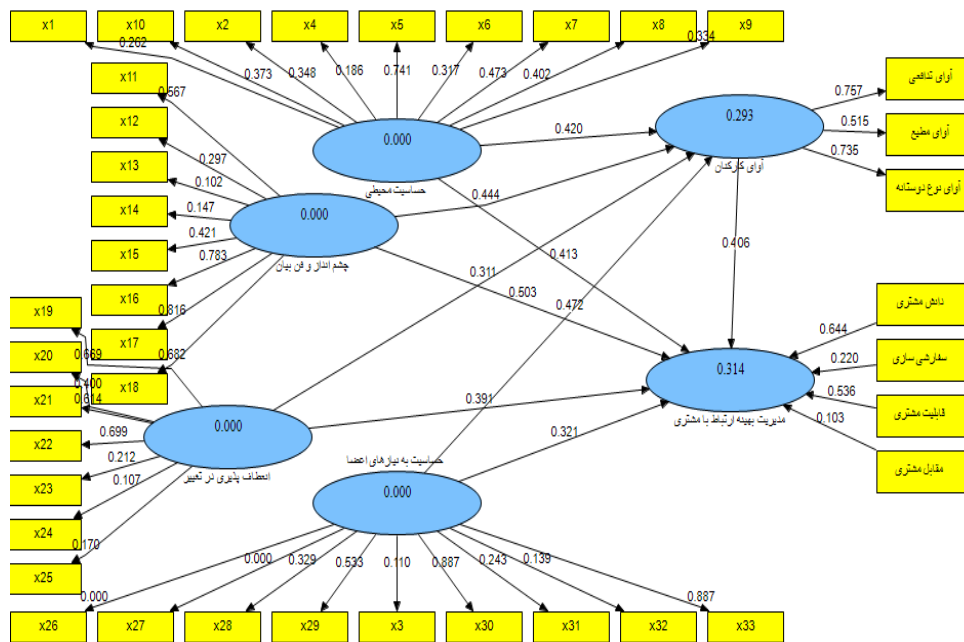 x1
x10
x2
x4
x5
x6
x7
x8
x9
0.262
0.373
0.348
0.186
0.741
0.317
0.473
0.402
0.334
x11
x12
x13
x14
x15
x16
x17
x18
0.567
0.297
0.102
0.147
0.421
0.783
0.816
0.682
0.000
حساسیت محیطی
0.420
0.413
0.293
آوای کارکنان
0.757
0.515
0.735
آوای تدافعی
آوای مطیع
آوای نوع دوستانه
0.000
چشم انداز و فن بیان
0.444
0.503
0.406
0.311
0.472
x19
x20
x21
x22
x23
x24
x25
0.669
0.400
0.614
0.699
0.212
0.107
0.170
0.000
انعطاف پذیری در تغییر
0.391
0.321
0.314
مدیریت بهینه ارتباط با مشتری
0.644
0.220
0.536
0.103
دانش مشتری
سفارشی سازی
قابلیت مشتری
مقابل مشتری
حساسیت به نیازهای اعضا
0.000
0.000
0.000
0.329
0.533
0.110
0.887
0.243
0.139
0.887
x26
x27
x28
x29
x3
x30
x31
x32
x33